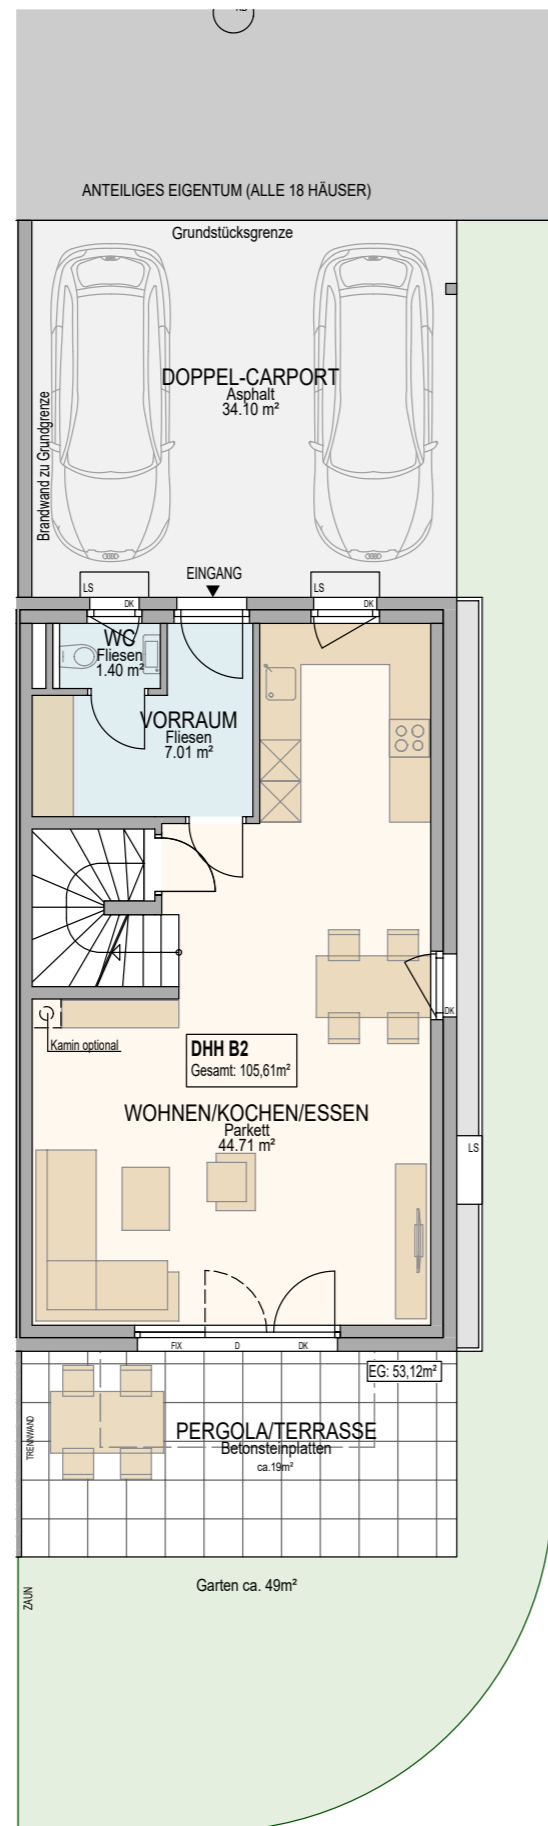 ANTEILIGES EIGENTUM (ALLE 18 HÄUSER)
Grundstücksgrenze
DOPPEL-CARPORT
Asphalt
34.10 m²
Brandwand zu Grundgrenze
EINGANG
LS
DK
LS
DK
WC
Fliesen
1.40 m²
VORRAUM
Fliesen
7.01 m²
DK
Kamin optional
DHH B2
Gesamt: 105,61m²
WOHNEN/KOCHEN/ESSEN
Parkett
44.71 m²
LS
FIX
D
DK
EG: 53,12m²
TRENNWAND
PERGOLA/TERRASSE
Betonsteinplatten
ca.19m²
ZAUN
Garten ca. 49m²